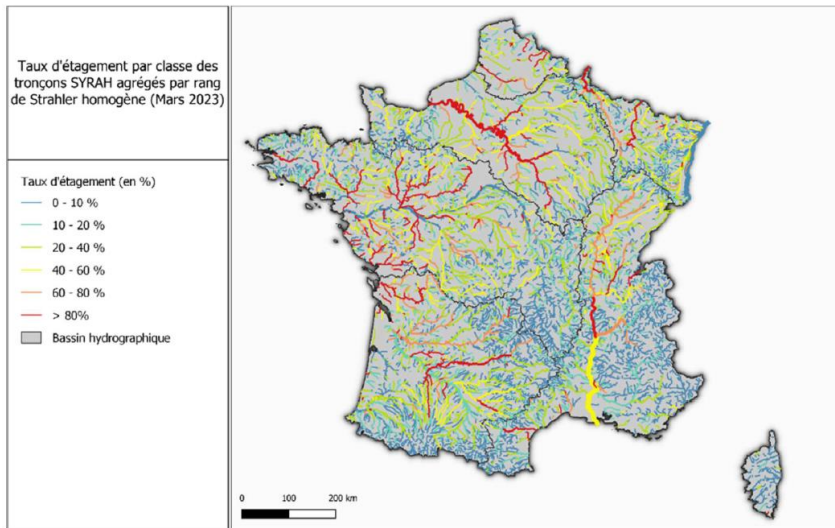 Taux d'étagement par classe des
tronçons SYRAH agrégés par rang
de Strahler homogène (Mars 2023)
Taux d'étagement (en %)
0 - 10 %
10 - 20 %
20 - 40 %
40 - 60 %
60 - 80 %
> 80%
Bassin hydrographique
0 100 200 km